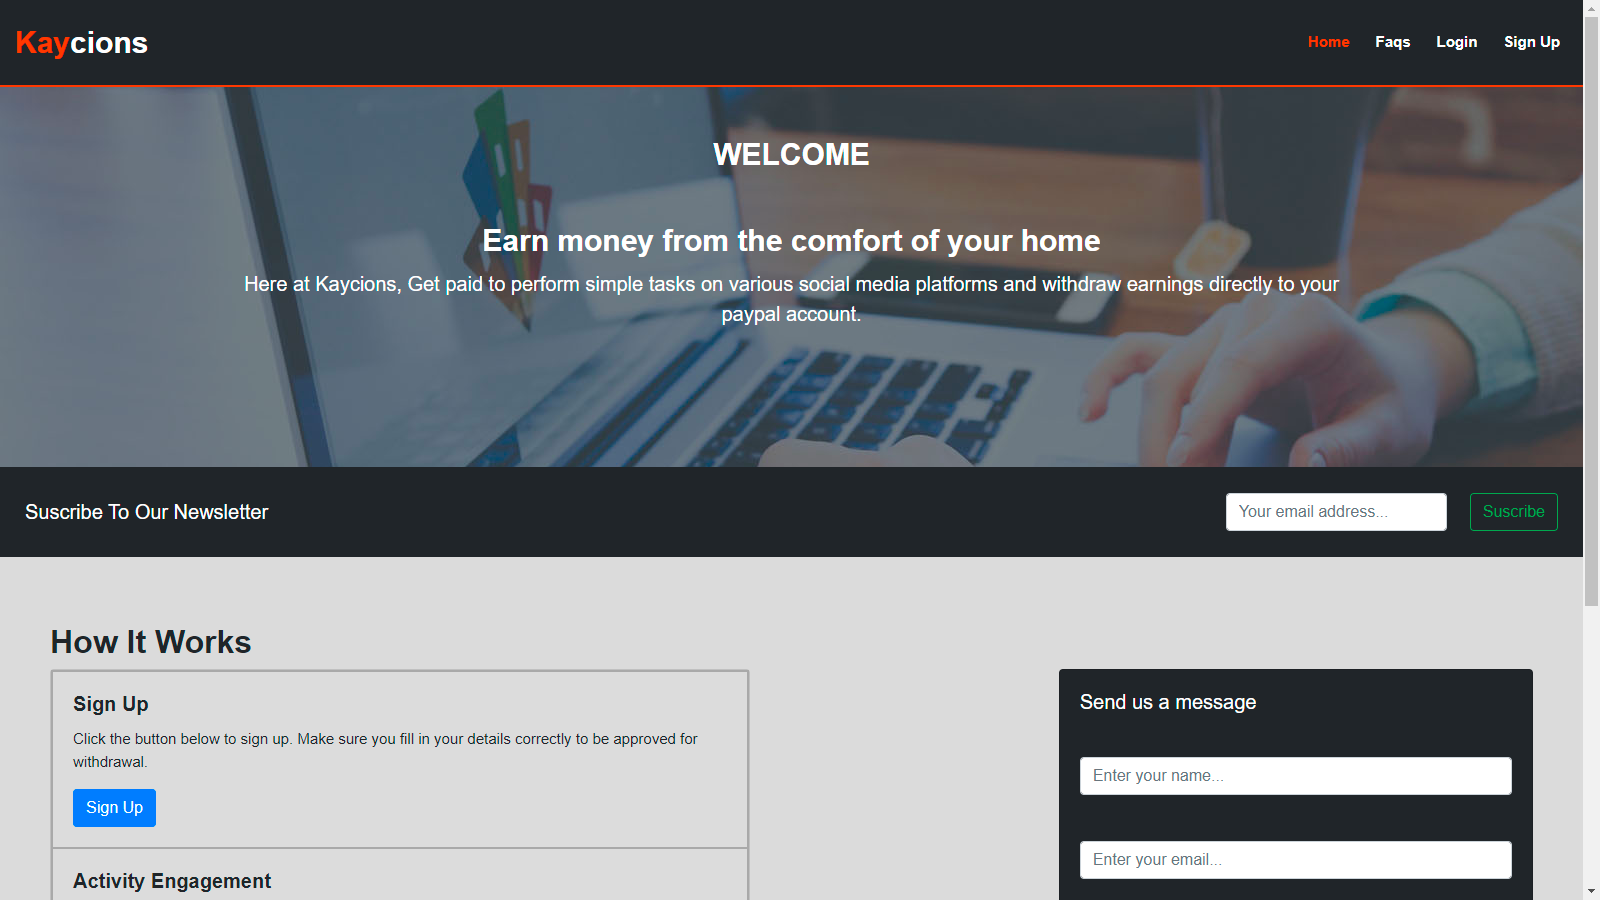 Kaycions
Home Faqs Login Sign Up
WELCOME
Earn money from the comfort of your home
Here at Kaycions, Get paid to perform simple tasks on various social media platforms and withdraw earnings directly to your
paypal account.
Suscribe To Our Newsletter
Your email address...
Suscribe
How It Works
Sign Up
Click the button below to sign up. Make sure you fill in your details correctly to be approved for
withdrawal.
Sign Up
Activity Engagement
Send us a message
Enter your name...
Enter your email...